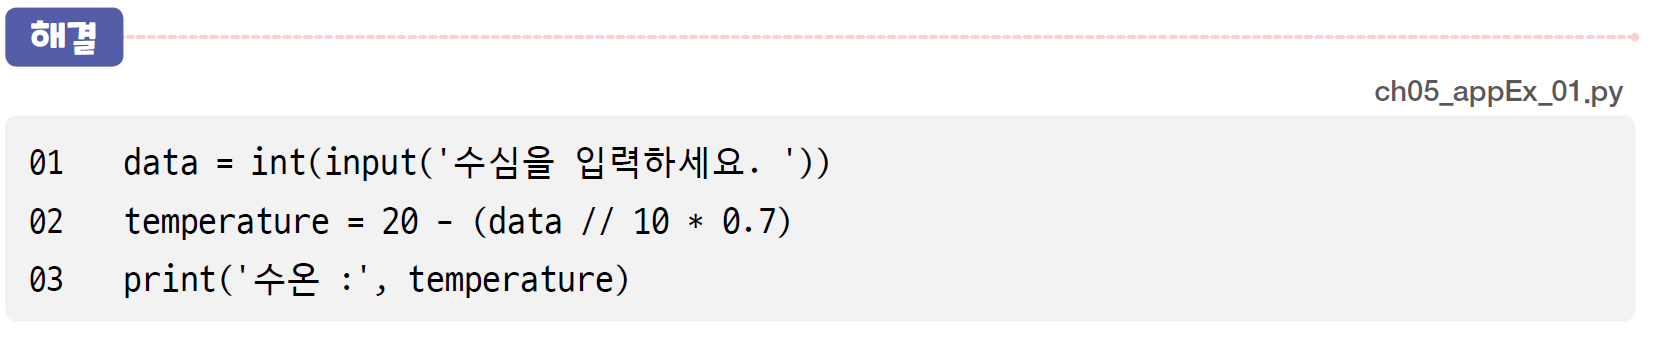 해결
ch05_appEx_01.py
01 data = int(input('수심을 입력하세요. '))
02 temperature = 20 - (data // 10 * 0.7)
03 print('수온 :', temperature)